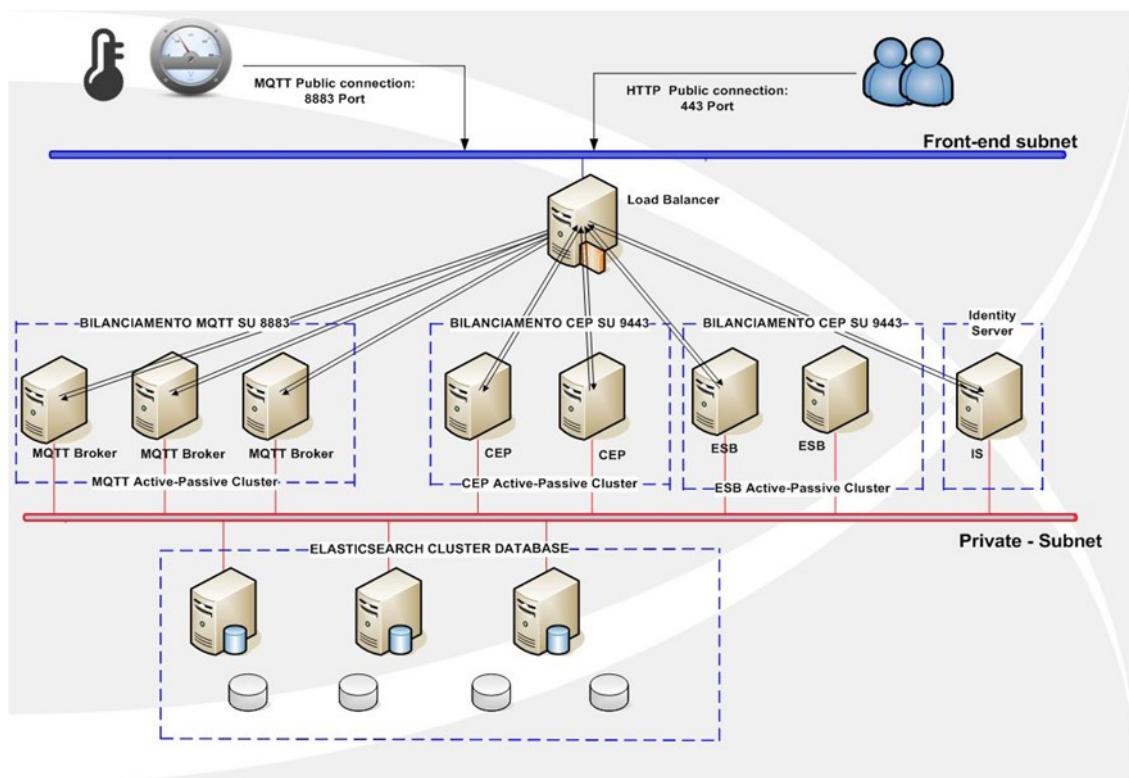 MQTT Public connection:
8883 Port
HTTP Public connection:
443 Port
Front-end subnet
Load Balancer
BILANCIAMENTO MQTT SU 8883
BILANCIAMENTO CEP SU 9443
BILANCIAMENTO CEP SU 9443
Identity
Server
MQTT Broker
MQTT Broker
MQTT Broker
CEP
CEP
ESB
ESB
IS
MQTT Active-Passive Cluster
CEP Active-Passive Cluster
ESB Active-Passive Cluster
Private - Subnet
ELASTICSEARCH CLUSTER DATABASE